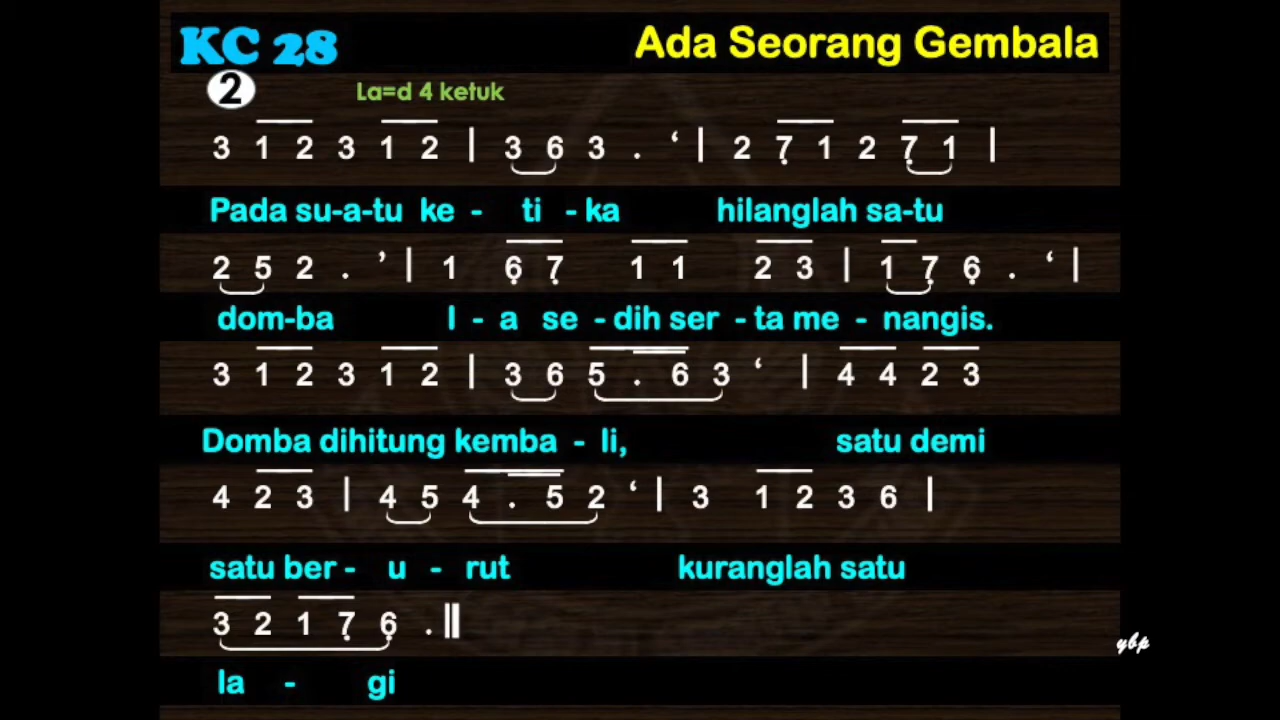 KC 28 Ada Seorang Gembala
2 La=d 4 ketuk
3 1 2 3 1 2 | 3 6 3 . ‘ | 2 7̣ 1 2 7̣ 1 |
Pada su-a-tu ke - ti - ka hilanglah sa-tu
2 5 2 . ’ | 1 6̣ 7̣ 1 1 2 3 | 1 7̣ 6̣ . ‘ |
dom-ba I - a se - dih ser - ta me - nangis.
3 1 2 3 1 2 | 3 6 5 . 6 3 ‘ | 4 4 2 3
Domba dihitung kemba - li, satu demi
4 2 3 | 4 5 4 . 5 2 ‘ | 3 1 2 3 6 |
satu ber - u - rut kuranglah satu
3 2 1 7̣ 6̣ . ||
la - gi
ybp